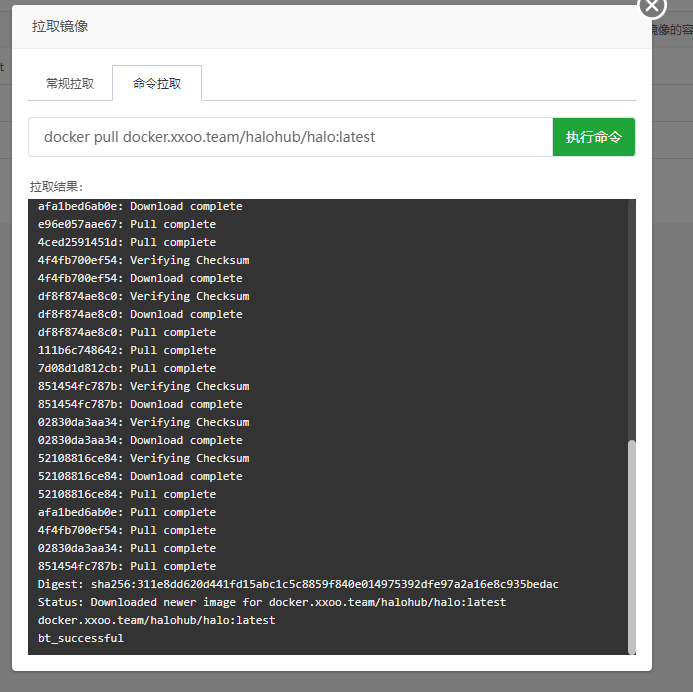 拉取镜像
镜像的容
t
常规拉取
命令拉取
docker pull docker.xxoo.team/halohub/halo:latest
执行命令
拉取结果:
afa1bed6ab0e: Download complete
e96e057aae67: Pull complete
4ced2591451d: Pull complete
4f4fb700ef54: Verifying Checksum
4f4fb700ef54: Download complete
df8f874ae8c0: Verifying Checksum
df8f874ae8c0: Download complete
df8f874ae8c0: Pull complete
111b6c748642: Pull complete
7d08d1d812cb: Pull complete
851454fc787b: Verifying Checksum
851454fc787b: Download complete
02830da3aa34: Verifying Checksum
02830da3aa34: Download complete
52108816ce84: Verifying Checksum
52108816ce84: Download complete
52108816ce84: Pull complete
afa1bed6ab0e: Pull complete
4f4fb700ef54: Pull complete
02830da3aa34: Pull complete
851454fc787b: Pull complete
Digest: sha256:311e8dd620d441fd15abc1c5c8859f840e014975392dfe97a2a16e8c935bedac
Status: Downloaded newer image for docker.xxoo.team/halohub/halo:latest
docker.xxoo.team/halohub/halo:latest
bt_successful